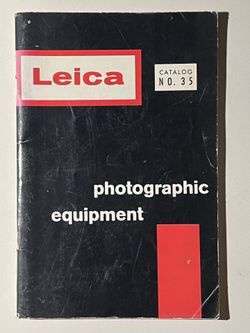 Leica
CATALOG
NO. 35
photographic
equipment